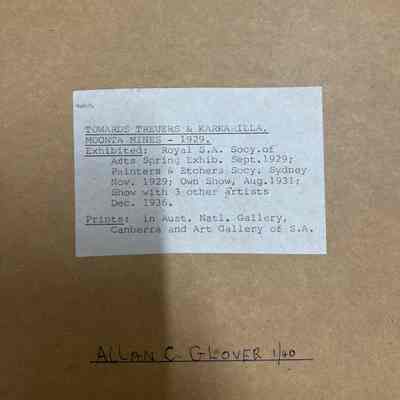 TOWARDS TREUERS & KARKARILLA,
MOONTA MINES - 1929.
Exhibited: Royal S.A. Socy.of
Arts Spring Exhib. Sept.1929;
Painters & Etchers Socy. Sydney
Nov. 1929; Own Show, Aug.1931;
Show with 3 other artists
Dec. 1936.
Prints: in Aust. Natl. Gallery,
Canberra and Art Gallery of S.A.
ALLAN C GLOVER 1/40